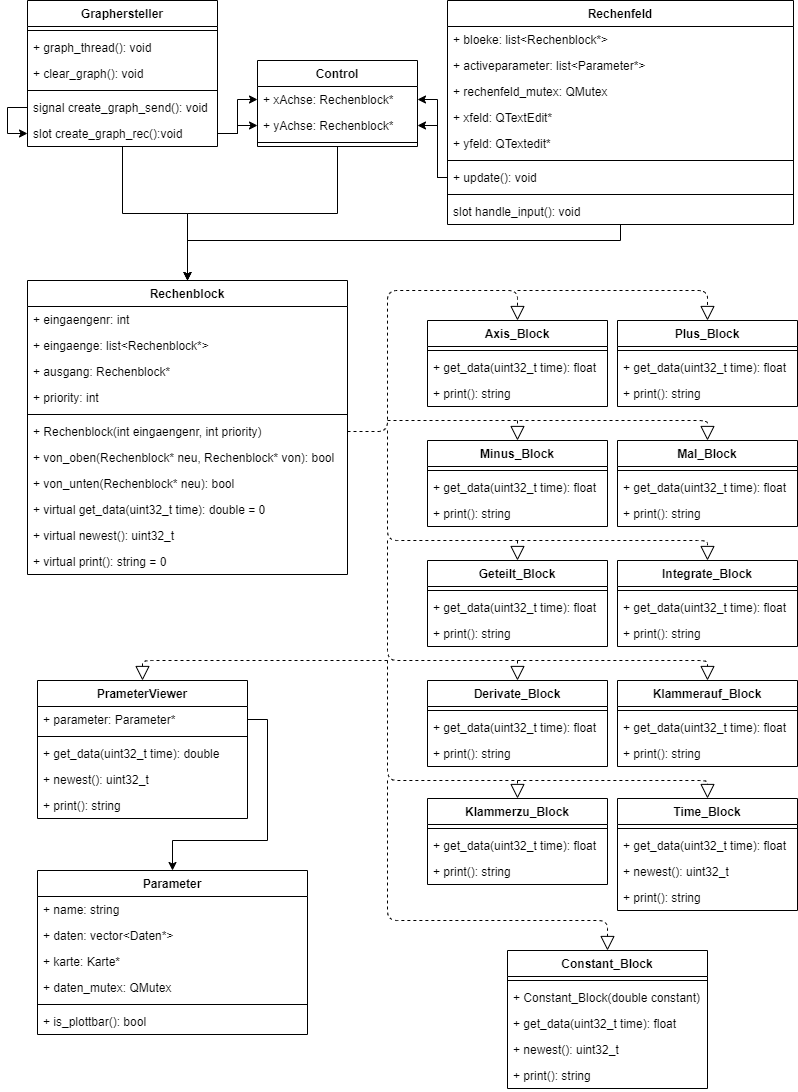 Graphersteller
+ graph_thread(): void
+ clear_graph(): void
signal create_graph_send(): void
slot create_graph_rec():void
Control
+ xAchse: Rechenblock*
+ yAchse: Rechenblock*
Rechenfeld
+ bloeke: list<Rechenblock*>
+ activeparameter: list<Parameter*>
+ rechenfeld_mutex: QMutex
+ xfeld: QTextEdit*
+ yfeld: QTextedit*
+ update(): void
slot handle_input(): void
Rechenblock
+ eingaengenr: int
+ eingaenge: list<Rechenblock*>
+ ausgang: Rechenblock*
+ priority: int
+ Rechenblock(int eingaengenr, int priority)
+ von_oben(Rechenblock* neu, Rechenblock* von): bool
+ von_unten(Rechenblock* neu): bool
+ virtual get_data(uint32_t time): double = 0
+ virtual newest(): uint32_t
+ virtual print(): string = 0
Axis_Block
+ get_data(uint32_t time): float
+ print(): string
Plus_Block
+ get_data(uint32_t time): float
+ print(): string
Minus_Block
+ get_data(uint32_t time): float
+ print(): string
Mal_Block
+ get_data(uint32_t time): float
+ print(): string
Geteilt_Block
+ get_data(uint32_t time): float
+ print(): string
Integrate_Block
+ get_data(uint32_t time): float
+ print(): string
PrameterViewer
+ parameter: Parameter*
+ get_data(uint32_t time): double
+ newest(): uint32_t
+ print(): string
Derivate_Block
+ get_data(uint32_t time): float
+ print(): string
Klammerauf_Block
+ get_data(uint32_t time): float
+ print(): string
Klammerzu_Block
+ get_data(uint32_t time): float
+ print(): string
Time_Block
+ get_data(uint32_t time): float
+ newest(): uint32_t
+ print(): string
Parameter
+ name: string
+ daten: vector<Daten*>
+ karte: Karte*
+ daten_mutex: QMutex
+ is_plottbar(): bool
Constant_Block
+ Constant_Block(double constant)
+ get_data(uint32_t time): float
+ newest(): uint32_t
+ print(): string